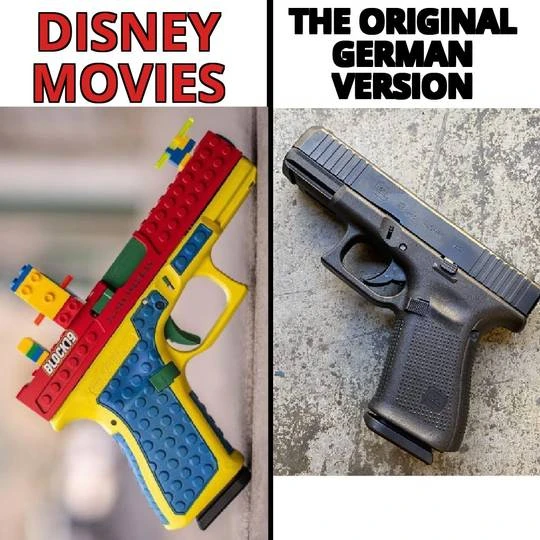 DISNEY
MOVIES
THE ORIGINAL
GERMAN
VERSION
BLOCK19